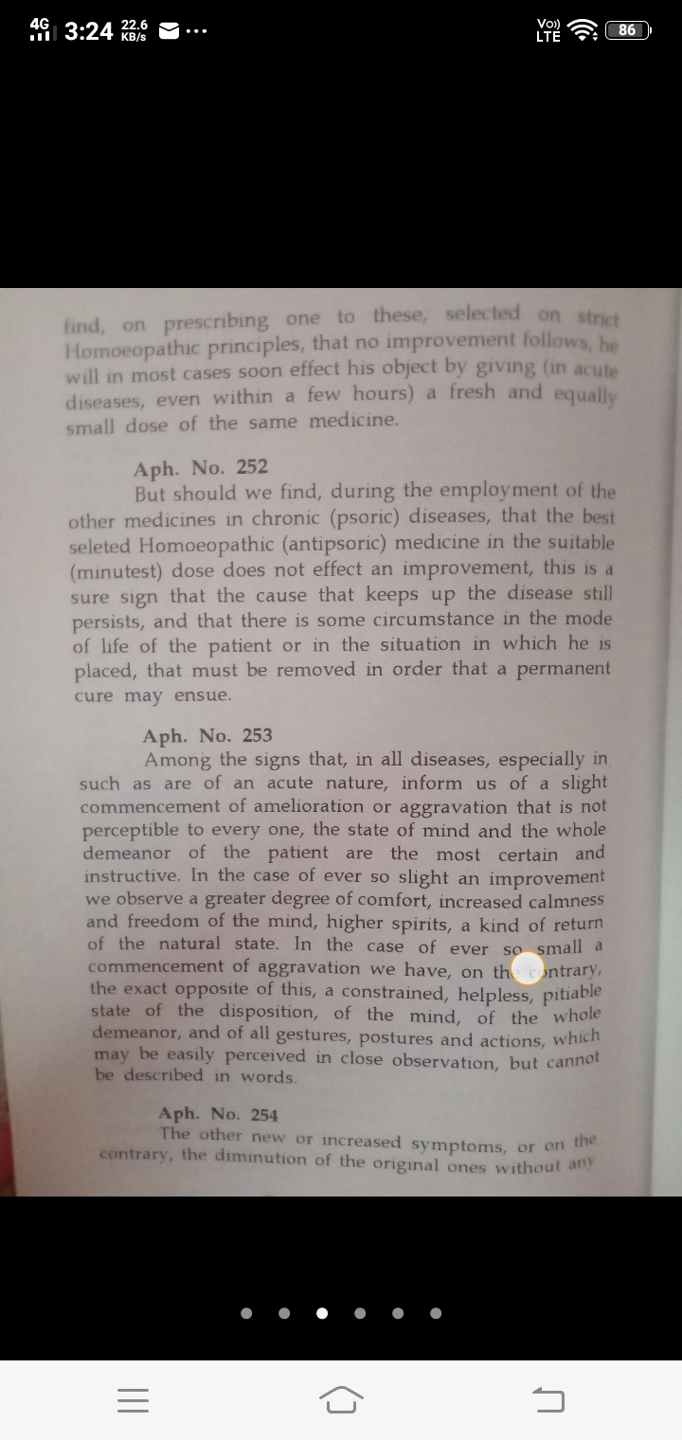 4G 3:24 22.6 KB/s ... Vo)) LTE 86
find, on prescribing one to these, selected on strict
Homoeopathic principles, that no improvement follows, he
will in most cases soon effect his object by giving (in acute
diseases, even within a few hours) a fresh and equally
small dose of the same medicine.
Aph. No. 252
But should we find, during the employment of the
other medicines in chronic (psoric) diseases, that the best
seleted Homoeopathic (antipsoric) medicine in the suitable
(minutest) dose does not effect an improvement, this is a
sure sign that the cause that keeps up the disease still
persists, and that there is some circumstance in the mode
of life of the patient or in the situation in which he is
placed, that must be removed in order that a permanent
cure may ensue.
Aph. No. 253
Among the signs that, in all diseases, especially in
such as are of an acute nature, inform us of a slight
commencement of amelioration or aggravation that is not
perceptible to every one, the state of mind and the whole
demeanor of the patient are the most certain and
instructive. In the case of ever so slight an improvement
we observe a greater degree of comfort, increased calmness
and freedom of the mind, higher spirits, a kind of return
of the natural state. In the case of ever so small a
commencement of aggravation we have, on the contrary,
the exact opposite of this, a constrained, helpless, pitiable
state of the disposition, of the mind, of the whole
demeanor, and of all gestures, postures and actions, which
may be easily perceived in close observation, but cannot
be described in words.
Aph. No. 254
The other new or increased symptoms, or on the
contrary, the diminution of the original ones without any